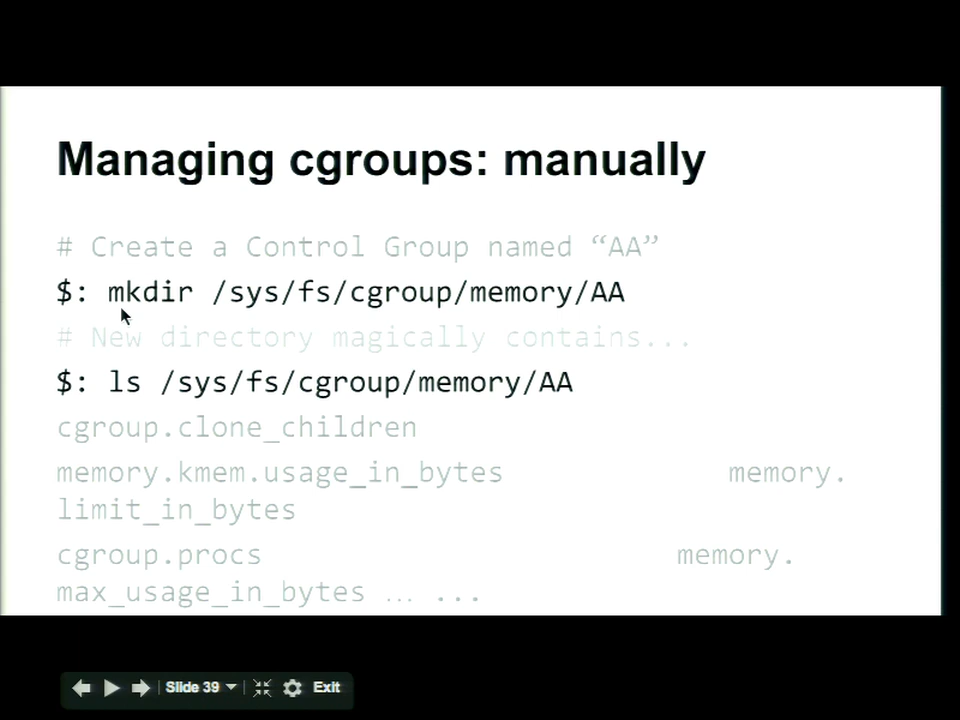 Managing cgroups: manually
# Create a Control Group named “AA”
$: mkdir /sys/fs/cgroup/memory/AA
# New directory magically contains...
$: ls /sys/fs/cgroup/memory/AA
cgroup.clone_children
memory.kmem.usage_in_bytes memory.
limit_in_bytes
cgroup.procs memory.
max_usage_in_bytes … ...
Slide 39 Exit